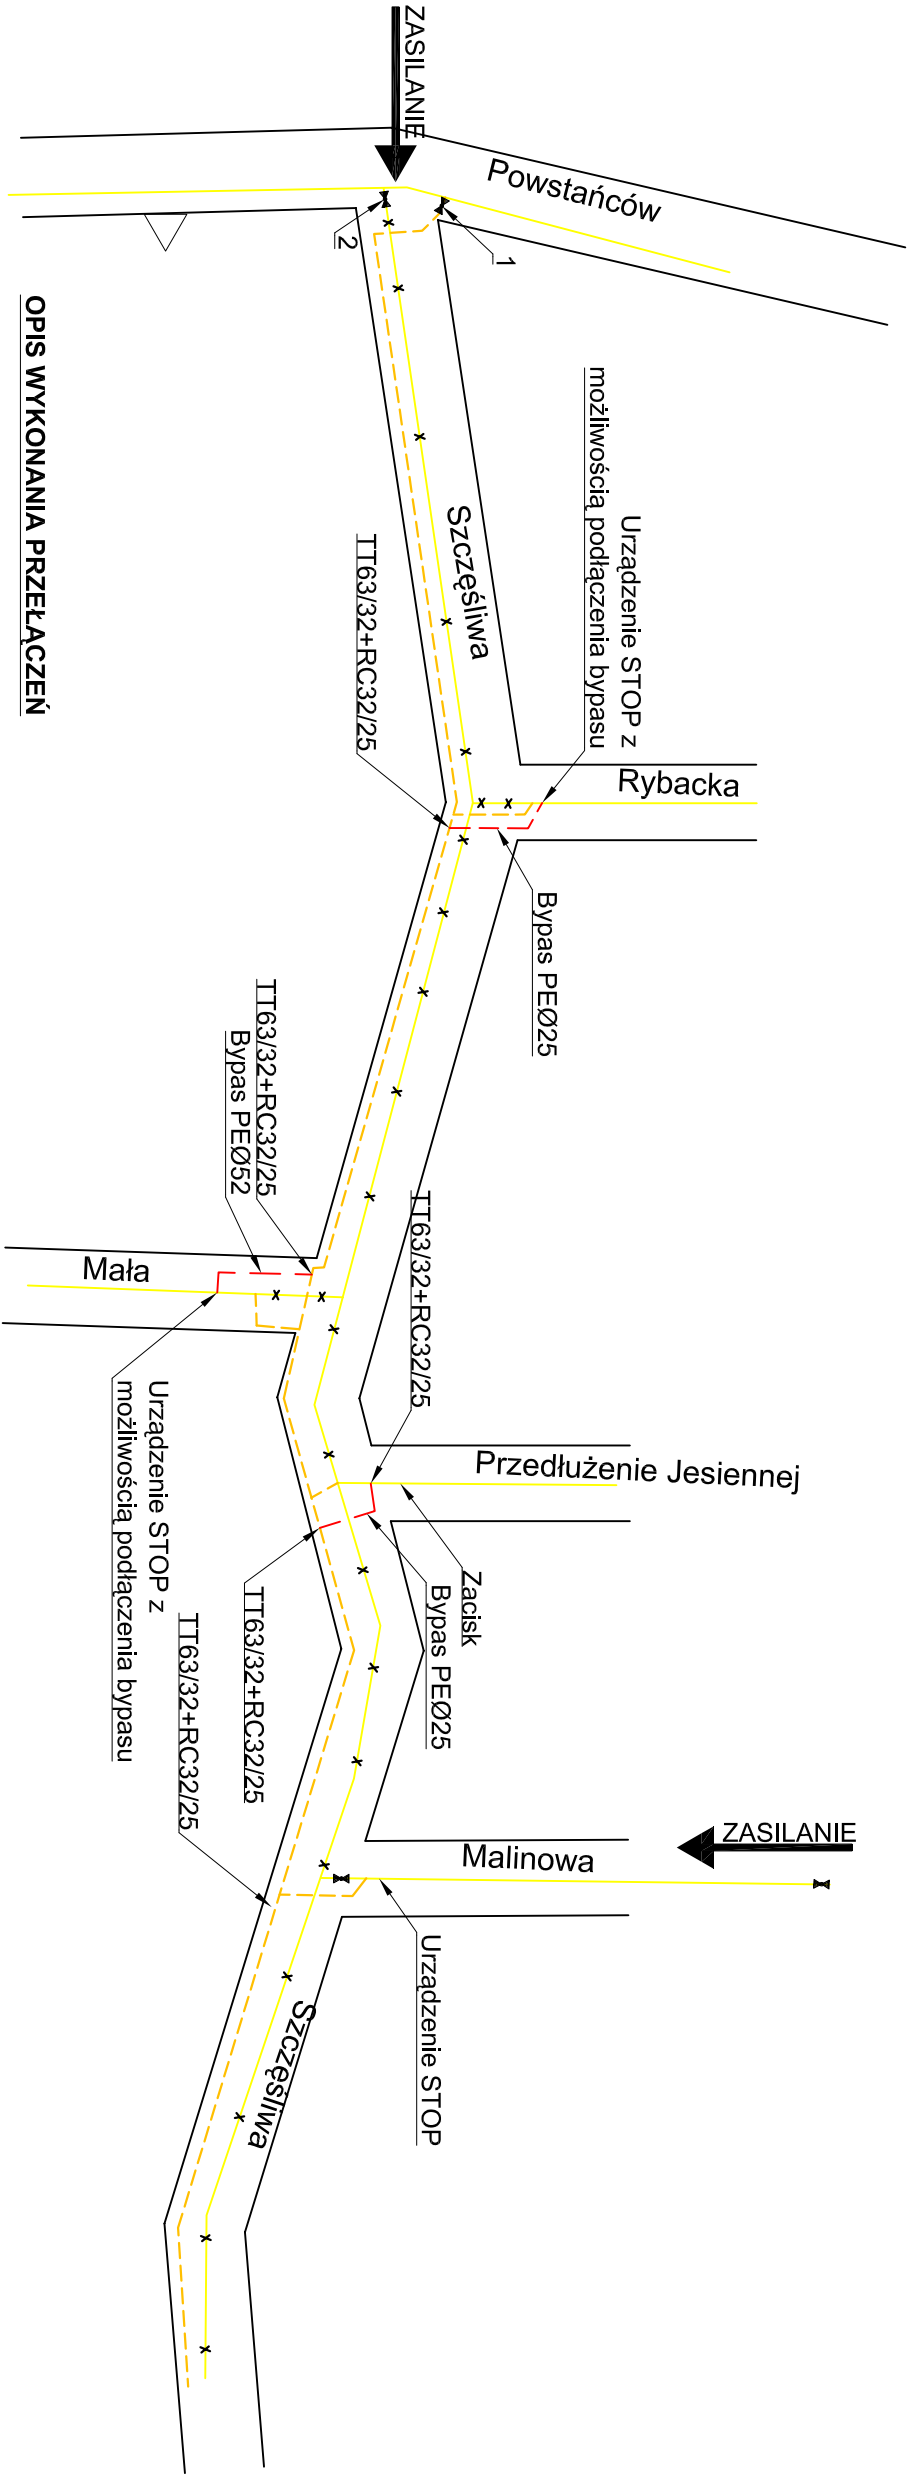 ZASILANIE
Powstańców
1
2
OPIS WYKONANIA PRZEŁĄCZEŃ
Szczęśliwa
TT63/32+RC32/25
Urządzenie STOP z
możliwością podłączenia bypasu
Rybacka
Bypas PEØ25
TT63/32+RC32/25
Bypas PEØ52
Mała
Urządzenie STOP z
możliwością podłączenia bypasu
TT63/32+RC32/25
Przedłużenie Jesiennej
Zacisk
Bypas PEØ25
TT63/32+RC32/25
TT63/32+RC32/25
ZASILANIE
Malinowa
Urządzenie STOP
Szczęśliwa